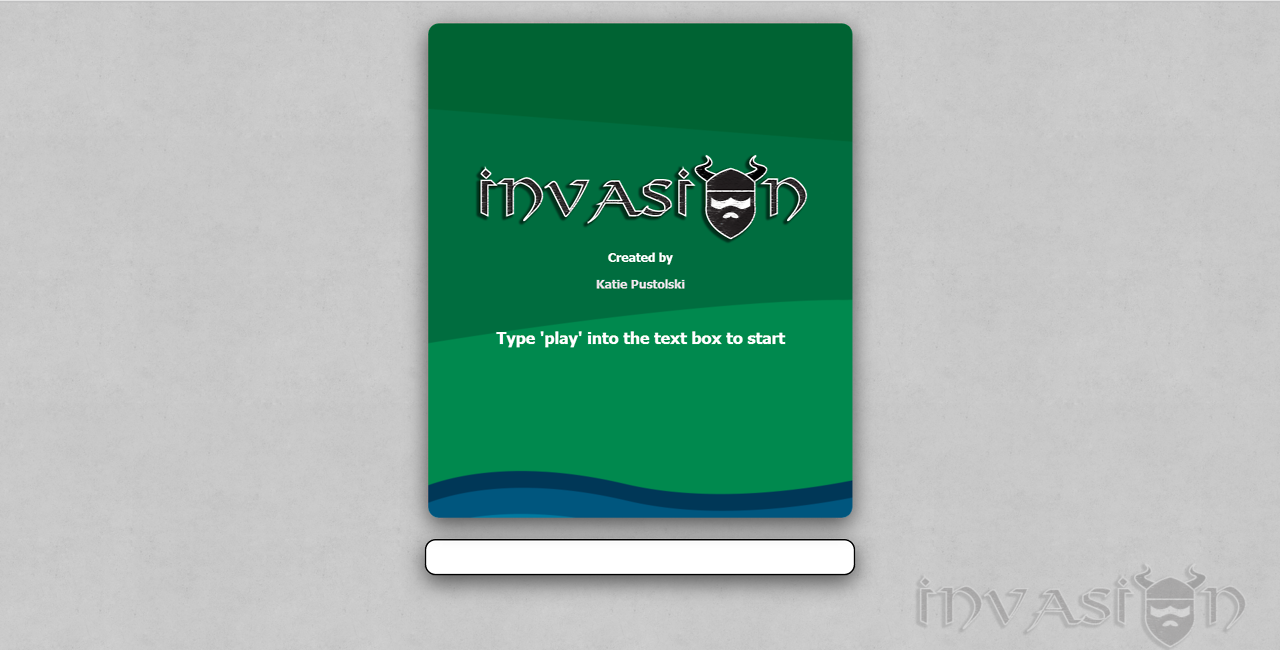 invasion
Created by
Katie Pustolski
Type 'play' into the text box to start
invasion